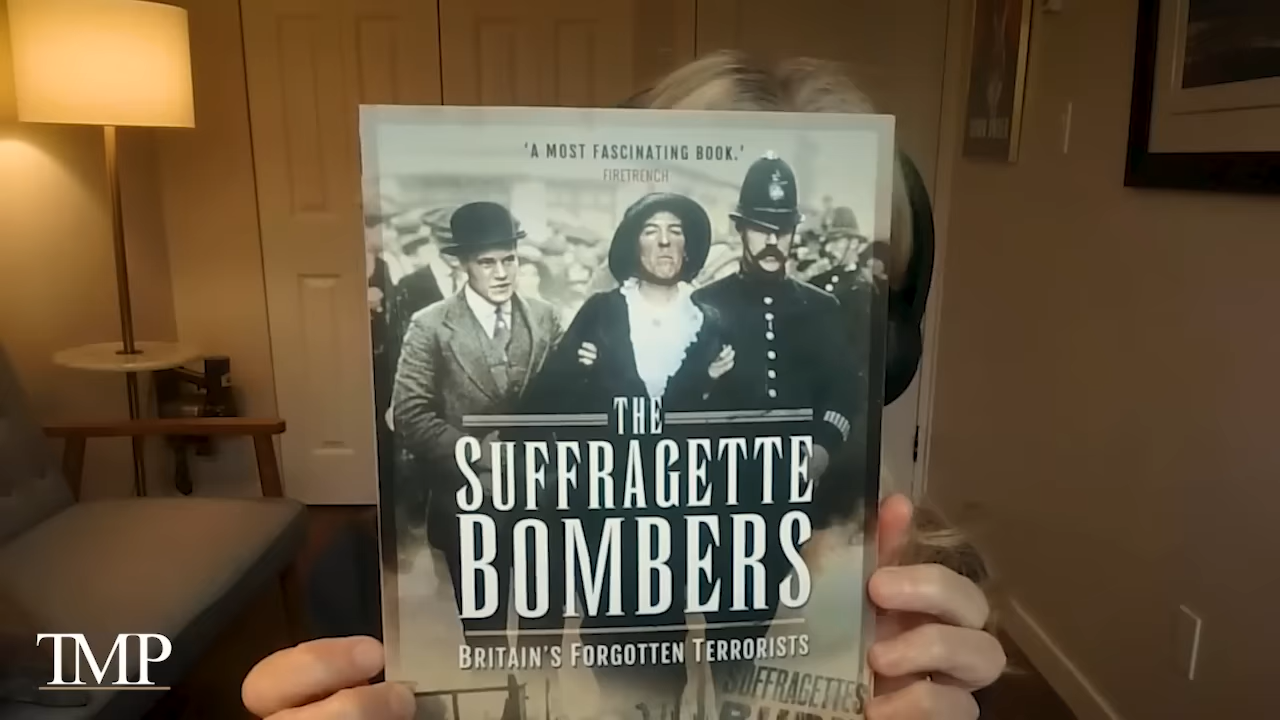 'A MOST FASCINATING BOOK.'
FIRETRENCH
THE
SUFFRAGETTE
BOMBERS
BRITAIN'S FORGOTTEN TERRORISTS
SUFFRAGETTES
TMP